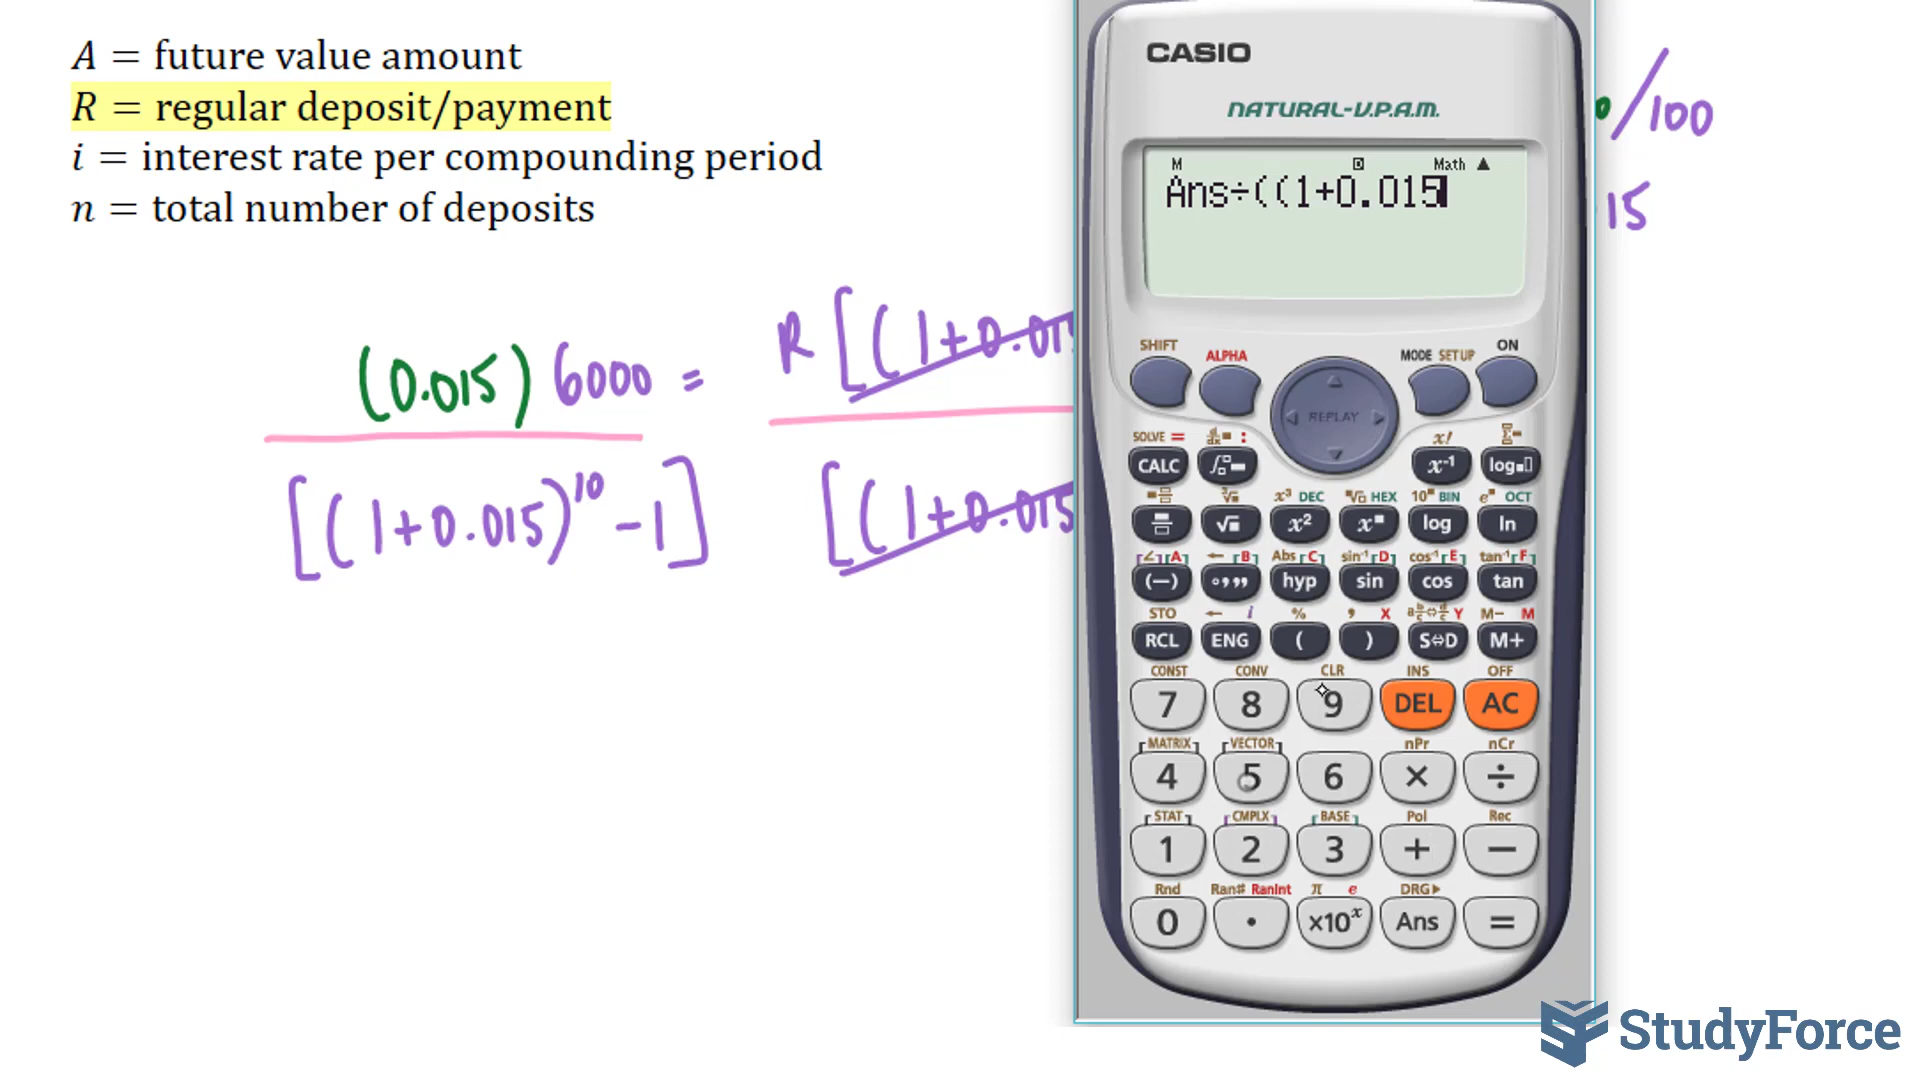 A = future value amount
R = regular deposit/payment
i = interest rate per compounding period
n = total number of deposits
/100
15
(0.015) 6000 = R [(1+0.01
[(1+0.015)^10 -1] [(1+0.015
CASIO
NATURAL-V.P.A.M.
M D Math ▲
Ans÷((1+0.015
SHIFT ALPHA MODE SETUP ON
REPLAY
SOLVE = d/dx : x! Σ
CALC ∫ x⁻¹ log
x³ DEC HEX 10 BIN e OCT
√ x² x■ log ln
∠ A ← B Abs C sin⁻¹ D cos⁻¹ E tan⁻¹ F
(—) °,,, hyp sin cos tan
STO ← i % , X Y M− M
RCL ENG ( ) S⇔D M+
CONST CONV CLR INS OFF
7 8 9 DEL AC
MATRIX VECTOR nPr nCr
4 5 6 × ÷
STAT CMPLX BASE Pol Rec
1 2 3 + −
Rnd Ran# RanInt π e DRG▶
0 . ×10ˣ Ans =
StudyForce